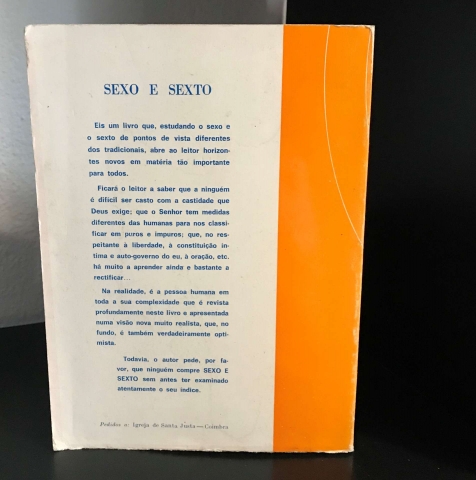 SEXO E SEXTO
Eis um livro que, estudando o sexo e
o sexto de pontos de vista diferentes
dos tradicionais, abre ao leitor horizon-
tes novos em matéria tão importante
para todos.
Ficará o leitor a saber que a ninguém
é difícil ser casto com a castidade que
Deus exige; que o Senhor tem medidas
diferentes das humanas para nos classi-
ficar em puros e impuros; que, no res-
peitante à liberdade, à constituição ín-
tima e auto-governo do eu, à oração, etc.
há muito a aprender ainda e bastante a
rectificar...
Na realidade, é a pessoa humana em
toda a sua complexidade que é revista
profundamente neste livro e apresentada
numa visão nova muito realista, que, no
fundo, é também verdadeiramente opti-
mista.
Todavia, o autor pede, por fa-
vor, que ninguém compre SEXO E
SEXTO sem antes ter examinado
atentamente o seu índice.
Pedidos a: Igreja de Santa Justa — Coimbra